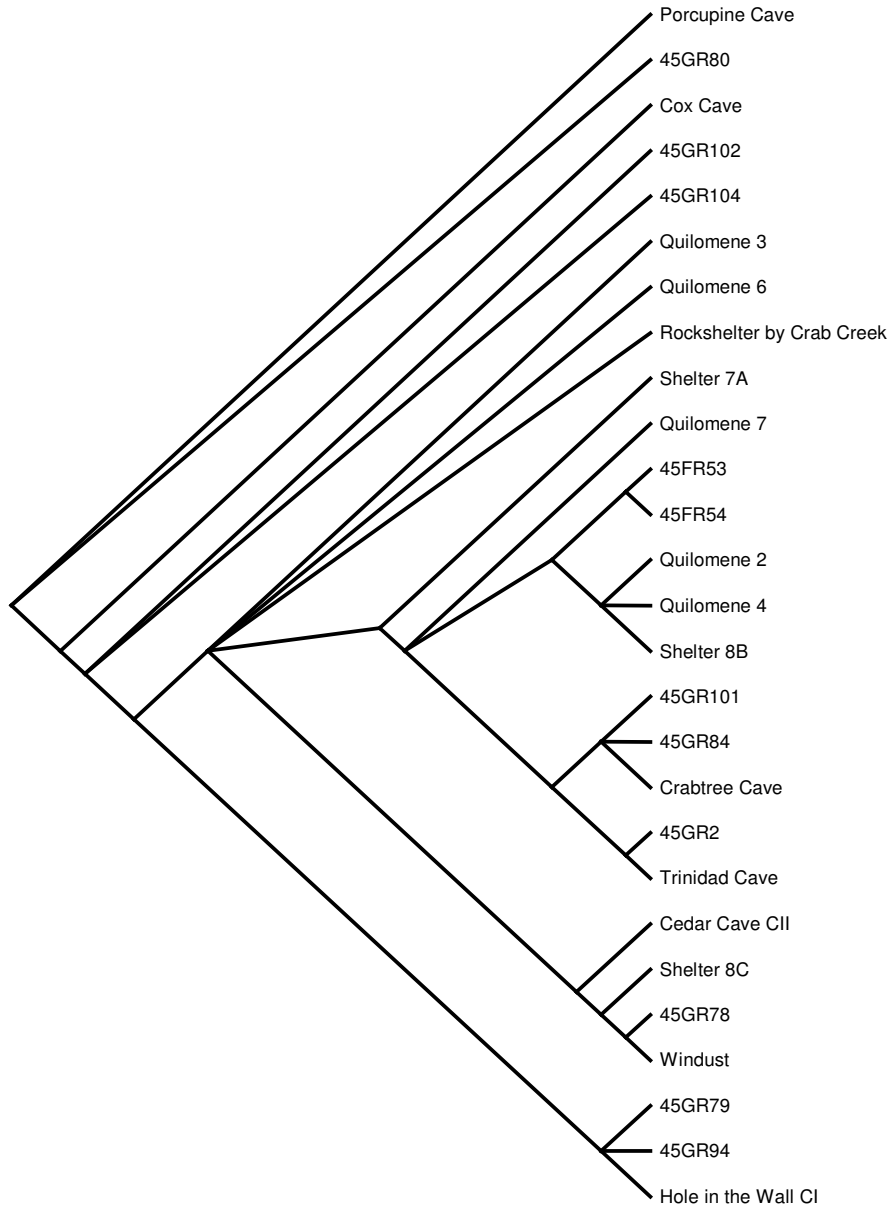 Porcupine Cave
45GR80
Cox Cave
45GR102
45GR104
Quilomene 3
Quilomene 6
Rockshelter by Crab Creek
Shelter 7A
Quilomene 7
45FR53
45FR54
Quilomene 2
Quilomene 4
Shelter 8B
45GR101
45GR84
Crabtree Cave
45GR2
Trinidad Cave
Cedar Cave CII
Shelter 8C
45GR78
Windust
45GR79
45GR94
Hole in the Wall CI